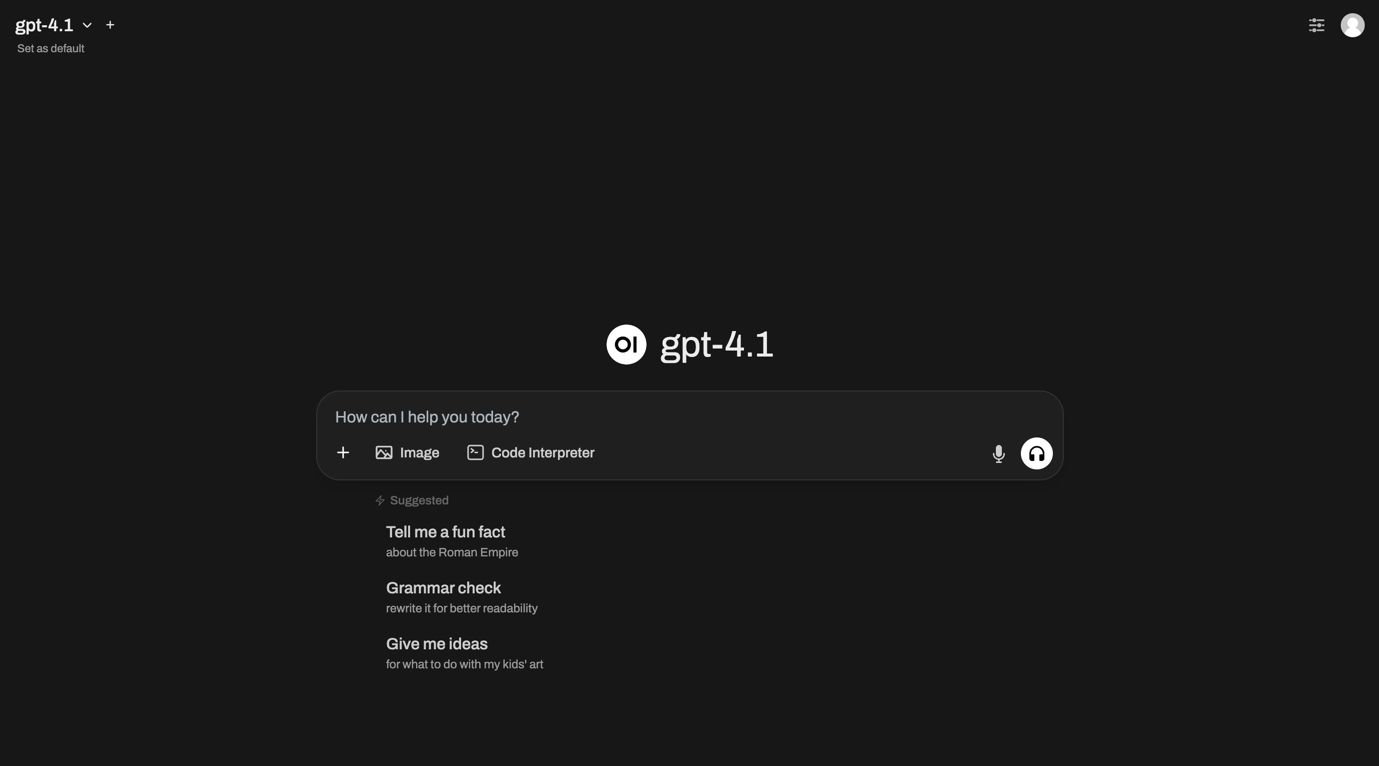 gpt-4.1
Set as default
OI gpt-4.1
How can I help you today?
Image Code Interpreter
Suggested
Tell me a fun fact
about the Roman Empire
Grammar check
rewrite it for better readability
Give me ideas
for what to do with my kids' art